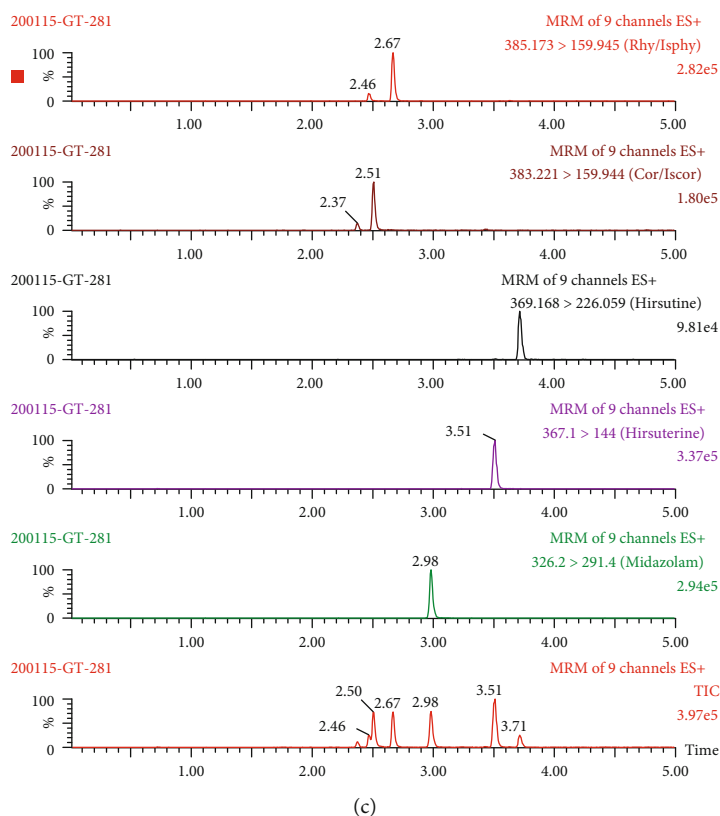 200115-GT-281 MRM of 9 channels ES+
385.173 > 159.945 (Rhy/Isphy)
2.82e5
100
%
0
2.46
2.67
1.00 2.00 3.00 4.00 5.00
200115-GT-281 MRM of 9 channels ES+
383.221 > 159.944 (Cor/Iscor)
1.80e5
100
%
0
2.37
2.51
1.00 2.00 3.00 4.00 5.00
200115-GT-281 MRM of 9 channels ES+
369.168 > 226.059 (Hirsutine)
9.81e4
100
%
0
1.00 2.00 3.00 4.00 5.00
200115-GT-281 MRM of 9 channels ES+
367.1 > 144 (Hirsuterine)
3.37e5
100
%
0
3.51
1.00 2.00 3.00 4.00 5.00
200115-GT-281 MRM of 9 channels ES+
326.2 > 291.4 (Midazolam)
2.94e5
100
%
0
2.98
1.00 2.00 3.00 4.00 5.00
200115-GT-281 MRM of 9 channels ES+
TIC
3.97e5
100
%
0
2.46
2.50
2.67
2.98
3.51
3.71
Time
1.00 2.00 3.00 4.00 5.00
(c)